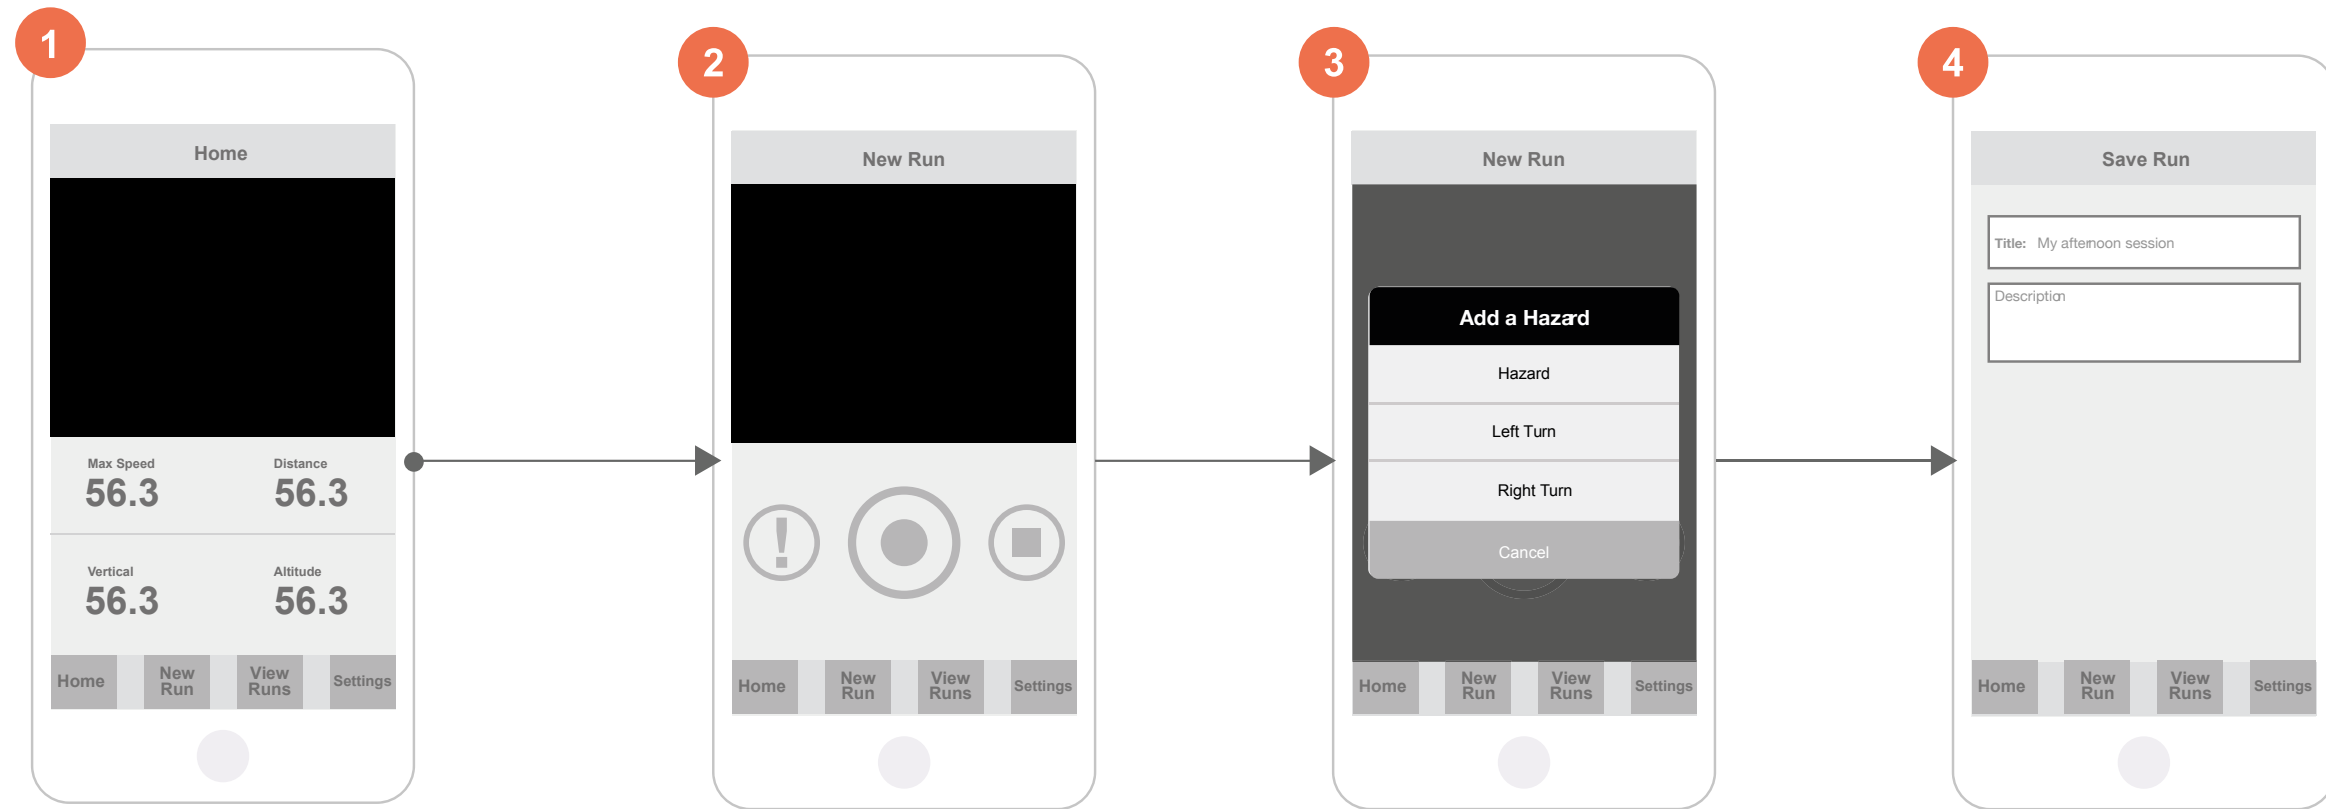 1
Home
Max Speed
Distance
56.3
56.3
Vertical
Altitude
56.3
56.3
Home
New
Run
View
Runs
Settings
2
New Run
!
Home
New
Run
View
Runs
Settings
3
New Run
Add a Hazard
Hazard
Left Turn
Right Turn
Cancel
Home
New
Run
View
Runs
Settings
4
Save Run
Title: My afternoon session
Description
Home
New
Run
View
Runs
Settings